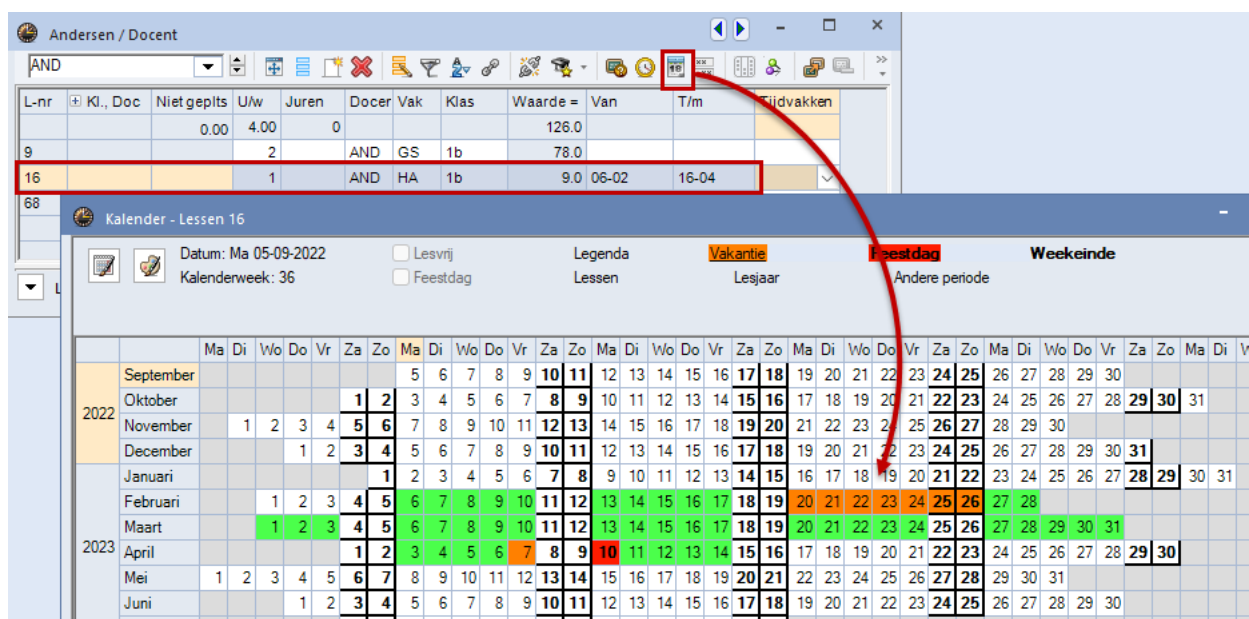 Andersen / Docent
AND
L-nr Kl., Doc Niet geplts U/w Juren Docer Vak Klas Waarde = Van T/m Tijdvakken
0.00 4.00 0 126.0
9 2 AND GS 1b 78.0
16 1 AND HA 1b 9.0 06-02 16-04
68
Kalender - Lessen 16
Datum: Ma 05-09-2022 Lesvrij Legenda Vakantie Feestdag Weekeinde
Kalenderweek: 36 Feestdag Lessen Lesjaar Andere periode
Ma Di Wo Do Vr Za Zo Ma Di Wo Do Vr Za Zo Ma Di Wo Do Vr Za Zo Ma Di Wo Do Vr Za Zo Ma Di Wo Do Vr Za Zo Ma Di
2022
September 5 6 7 8 9 10 11 12 13 14 15 16 17 18 19 20 21 22 23 24 25 26 27 28 29 30
Oktober 1 2 3 4 5 6 7 8 9 10 11 12 13 14 15 16 17 18 19 20 21 22 23 24 25 26 27 28 29 30 31
November 1 2 3 4 5 6 7 8 9 10 11 12 13 14 15 16 17 18 19 20 21 22 23 24 25 26 27 28 29 30
December 1 2 3 4 5 6 7 8 9 10 11 12 13 14 15 16 17 18 19 20 21 22 23 24 25 26 27 28 29 30 31
2023
Januari 1 2 3 4 5 6 7 8 9 10 11 12 13 14 15 16 17 18 19 20 21 22 23 24 25 26 27 28 29 30 31
Februari 1 2 3 4 5 6 7 8 9 10 11 12 13 14 15 16 17 18 19 20 21 22 23 24 25 26 27 28
Maart 1 2 3 4 5 6 7 8 9 10 11 12 13 14 15 16 17 18 19 20 21 22 23 24 25 26 27 28 29 30 31
April 1 2 3 4 5 6 7 8 9 10 11 12 13 14 15 16 17 18 19 20 21 22 23 24 25 26 27 28 29 30
Mei 1 2 3 4 5 6 7 8 9 10 11 12 13 14 15 16 17 18 19 20 21 22 23 24 25 26 27 28 29 30 31
Juni 1 2 3 4 5 6 7 8 9 10 11 12 13 14 15 16 17 18 19 20 21 22 23 24 25 26 27 28 29 30